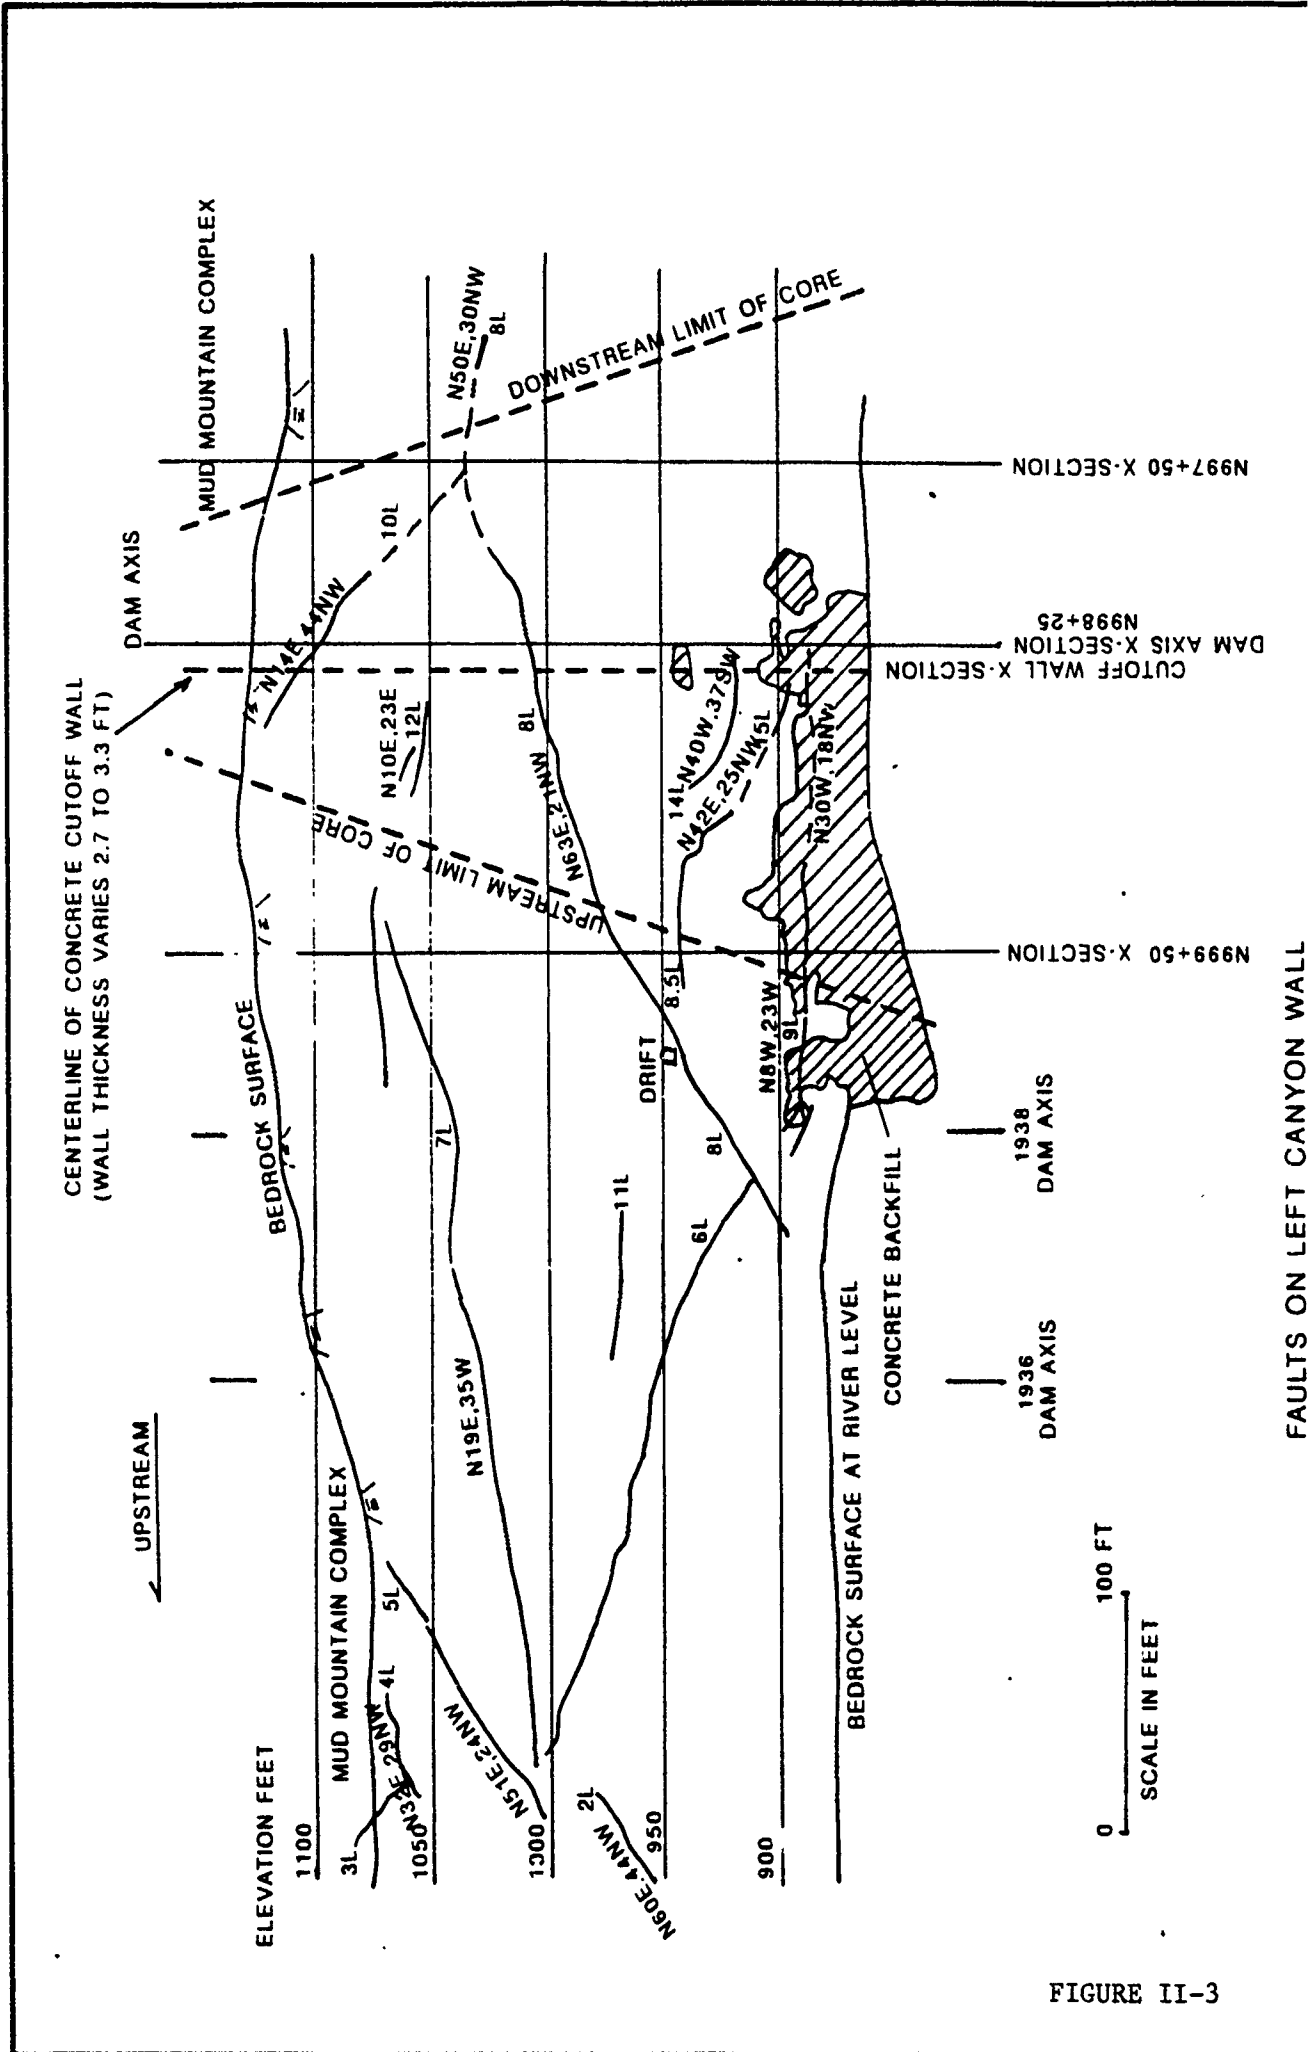 CENTERLINE OF CONCRETE CUTOFF WALL
(WALL THICKNESS VARIES 2.7 TO 3.3 FT)
UPSTREAM
DAM AXIS
MUD MOUNTAIN COMPLEX
ELEVATION FEET
BEDROCK SURFACE
MUD MOUNTAIN COMPLEX
1100
1050
1000
950
900
3L
4L
5L
N51E,24NW
2L
N60E,44NW
N19E,35W
7L
11L
6L
8L
DRIFT
8.5L
UPSTREAM LIMIT OF CORE
N63E,21NW
8L
N10E,23E
12L
N14E,44NW
10L
N50E,30NW
8L
DOWNSTREAM LIMIT OF CORE
14L
N40W,37SW
N42E,25NW
N30W,18NW
N8W,23W
9L
BEDROCK SURFACE AT RIVER LEVEL
CONCRETE BACKFILL
1936
DAM AXIS
1938
DAM AXIS
N999+50 X-SECTION
CUTOFF WALL X-SECTION
DAM AXIS X-SECTION
N998+25
N997+50 X-SECTION
0
100 FT
SCALE IN FEET
FAULTS ON LEFT CANYON WALL
FIGURE II-3